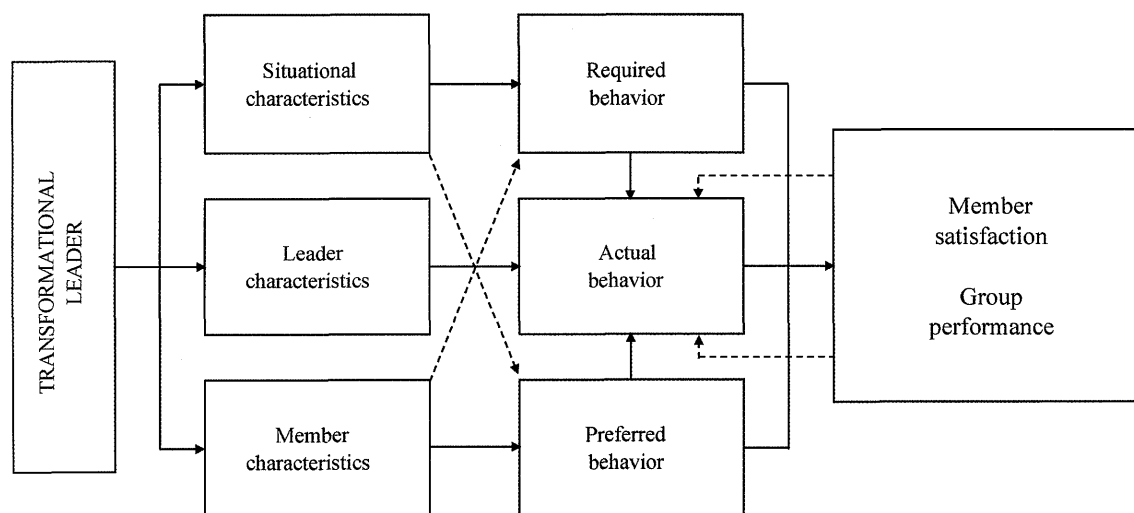 TRANSFORMATIONAL
LEADER
Situational
characteristics
Leader
characteristics
Member
characteristics
Required
behavior
Actual
behavior
Preferred
behavior
Member
satisfaction
Group
performance